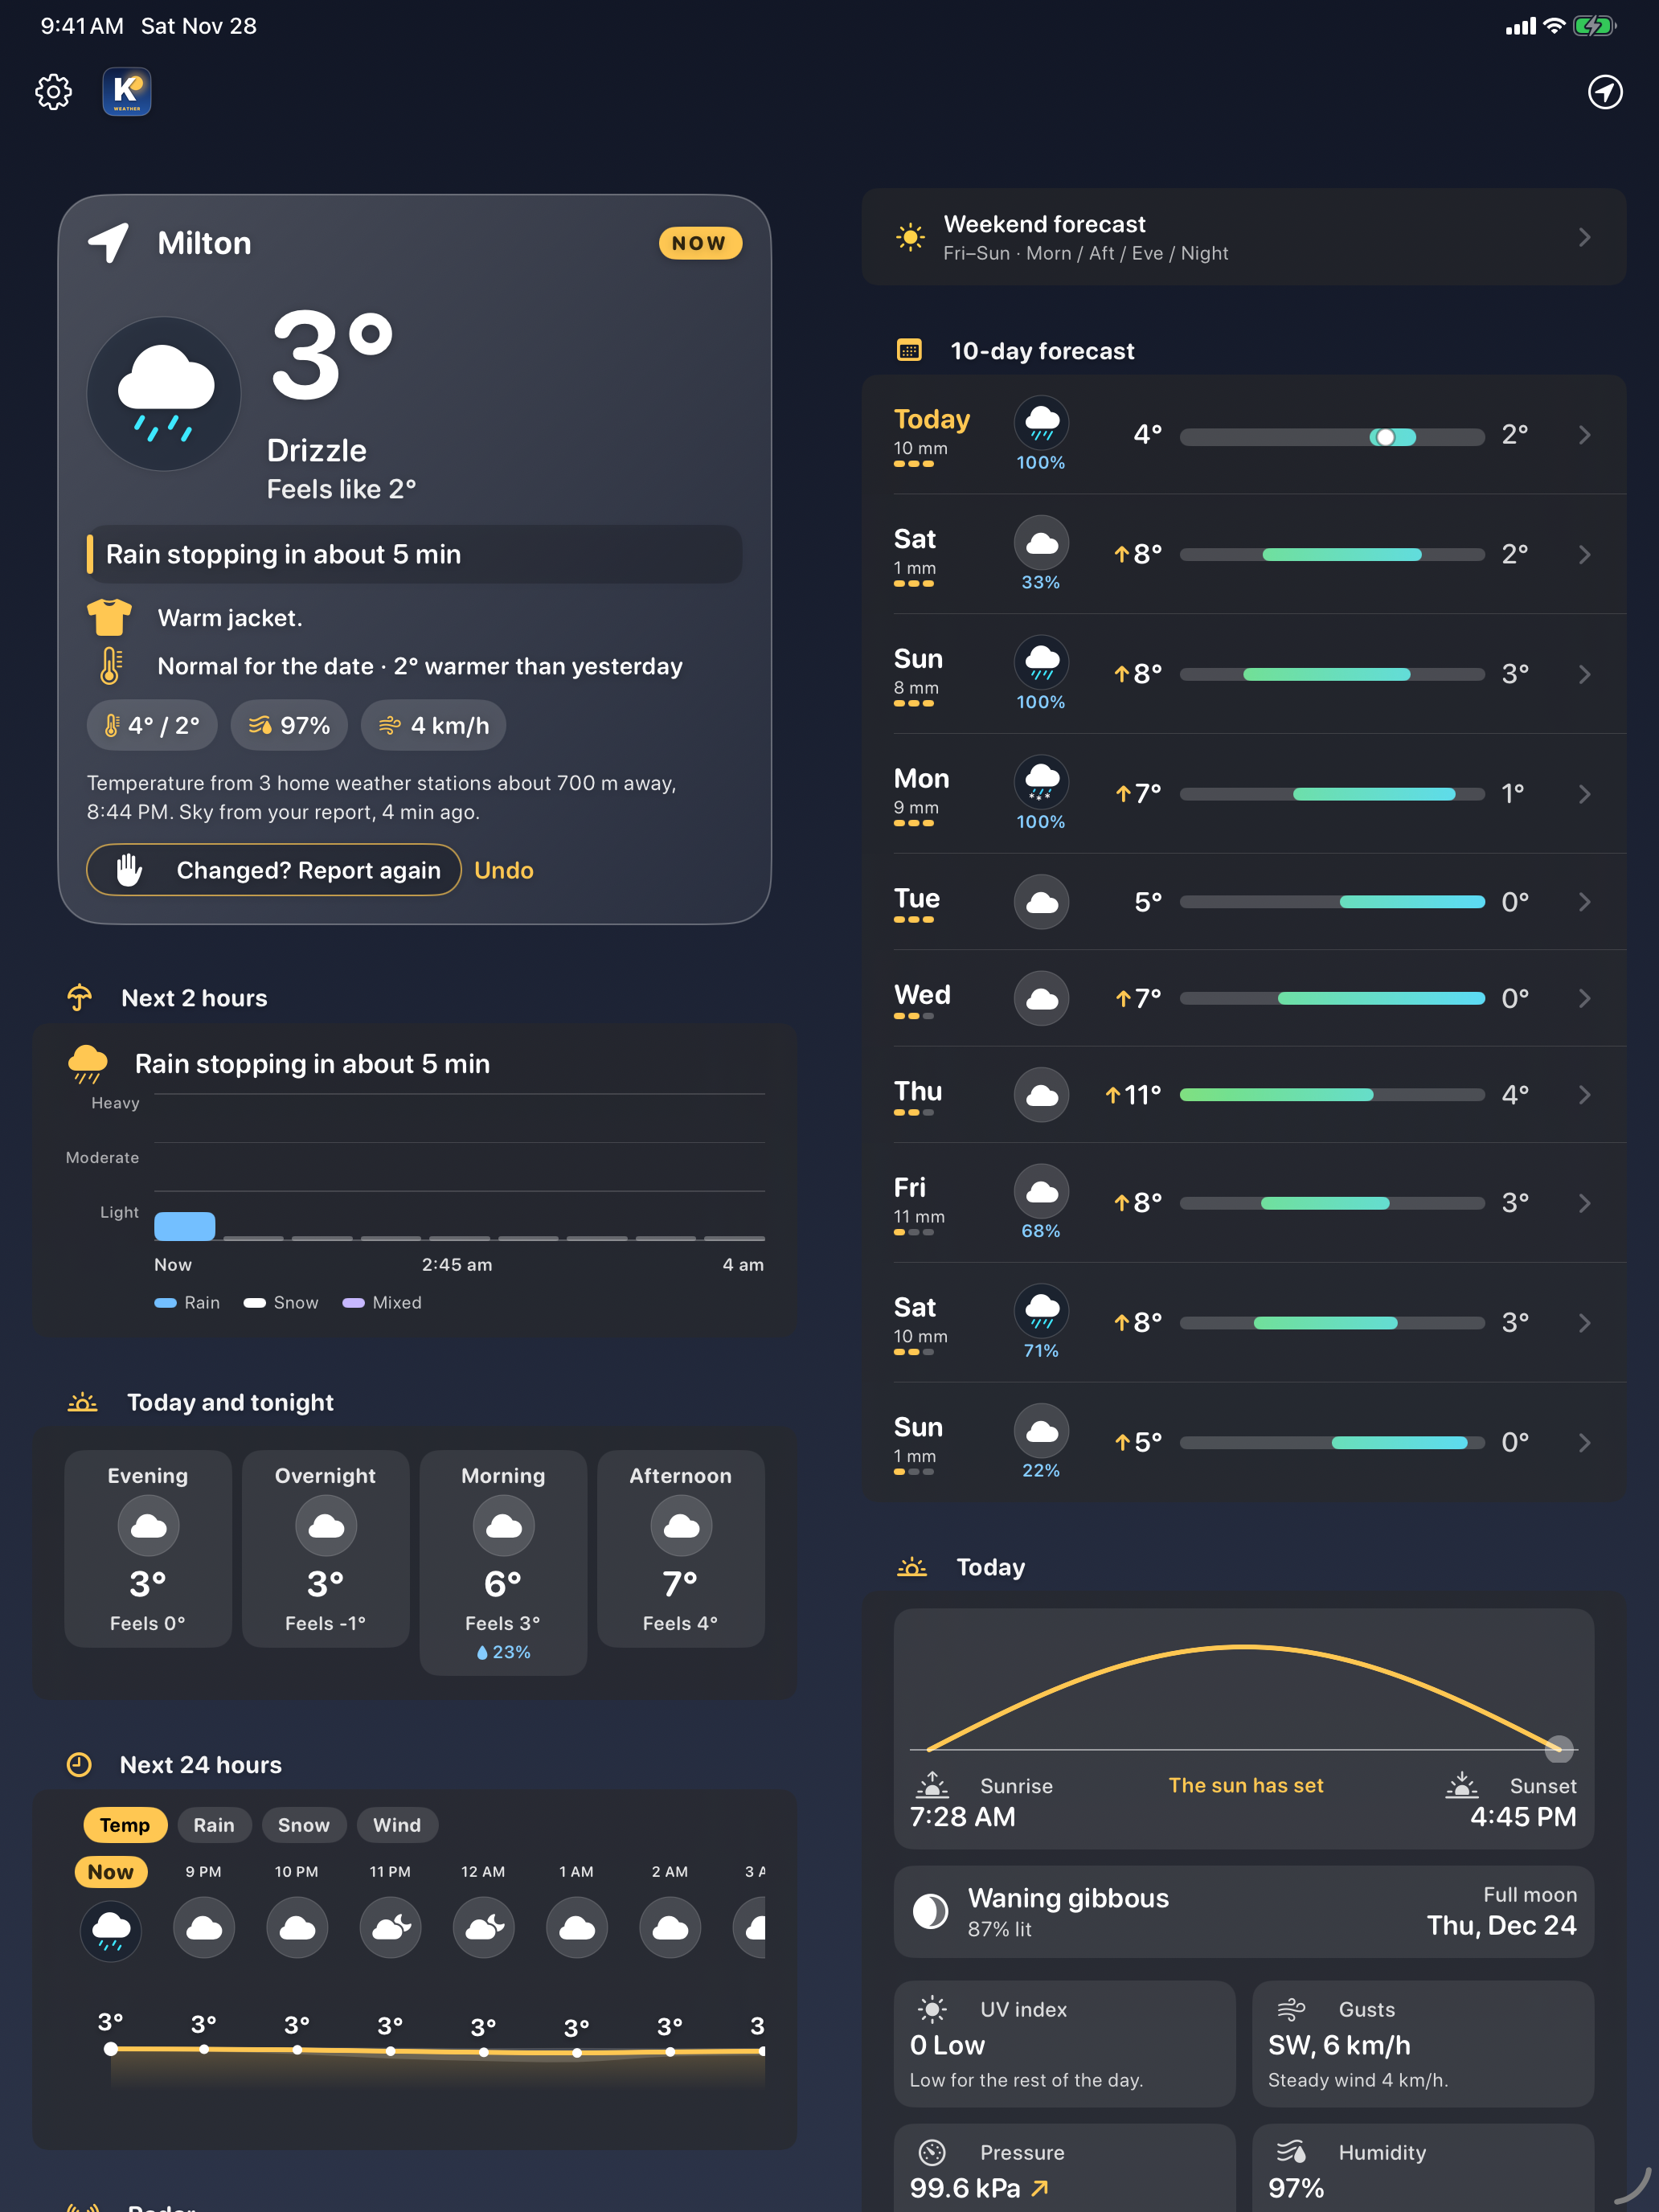 9:41 AM Sat Nov 28
K
WEATHER
Milton
NOW
3°
Drizzle
Feels like 2°
Rain stopping in about 5 min
Warm jacket.
Normal for the date · 2° warmer than yesterday
4° / 2°
97%
4 km/h
Temperature from 3 home weather stations about 700 m away,
8:44 PM. Sky from your report, 4 min ago.
Changed? Report again
Undo
Next 2 hours
Rain stopping in about 5 min
Heavy
Moderate
Light
Now 2:45 am 4 am
Rain Snow Mixed
Today and tonight
Evening
3°
Feels 0°
Overnight
3°
Feels -1°
Morning
6°
Feels 3°
23%
Afternoon
7°
Feels 4°
Next 24 hours
Temp Rain Snow Wind
Now 9 PM 10 PM 11 PM 12 AM 1 AM 2 AM 3 A
3° 3° 3° 3° 3° 3° 3° 3
Radar
Weekend forecast
Fri–Sun · Morn / Aft / Eve / Night
10-day forecast
Today
10 mm
100%
4° 2°
Sat
1 mm
33%
8° 2°
Sun
8 mm
100%
8° 3°
Mon
9 mm
100%
7° 1°
Tue
5° 0°
Wed
7° 0°
Thu
11° 4°
Fri
11 mm
68%
8° 3°
Sat
10 mm
71%
8° 3°
Sun
1 mm
22%
5° 0°
Today
Sunrise
7:28 AM
The sun has set
Sunset
4:45 PM
Waning gibbous
87% lit
Full moon
Thu, Dec 24
UV index
0 Low
Low for the rest of the day.
Gusts
SW, 6 km/h
Steady wind 4 km/h.
Pressure
99.6 kPa
Humidity
97%